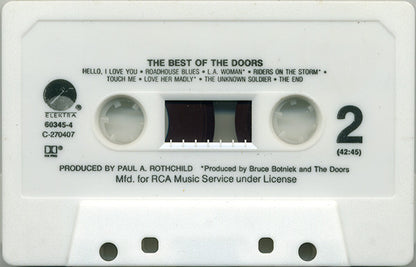 THE BEST OF THE DOORS
HELLO, I LOVE YOU • ROADHOUSE BLUES • L.A. WOMAN* • RIDERS ON THE STORM* •
TOUCH ME • LOVE HER MADLY* • THE UNKNOWN SOLDIER • THE END
ELEKTRA
60345-4
C-270407
2
(42:45)
PRODUCED BY PAUL A. ROTHCHILD *Produced by Bruce Botniek and The Doors
Mfd. for RCA Music Service under License